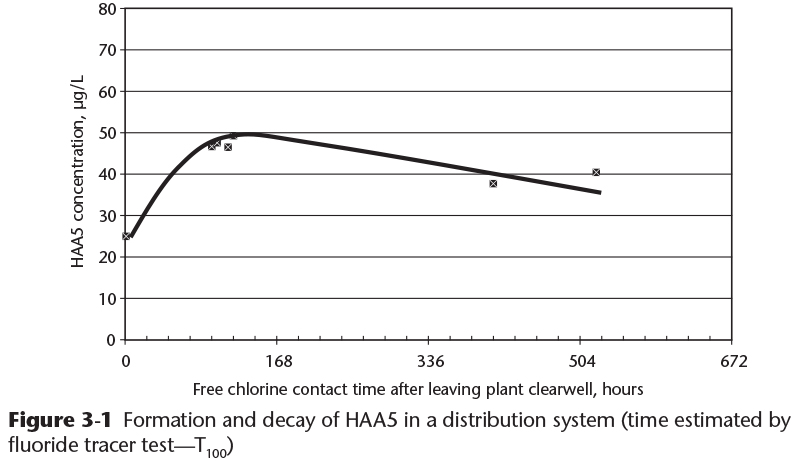 80
70
60
50
40
30
20
10
0
HAA5 concentration, µg/L
0 168 336 504 672
Free chlorine contact time after leaving plant clearwell, hours
Figure 3-1 Formation and decay of HAA5 in a distribution system (time estimated by
fluoride tracer test—T100)